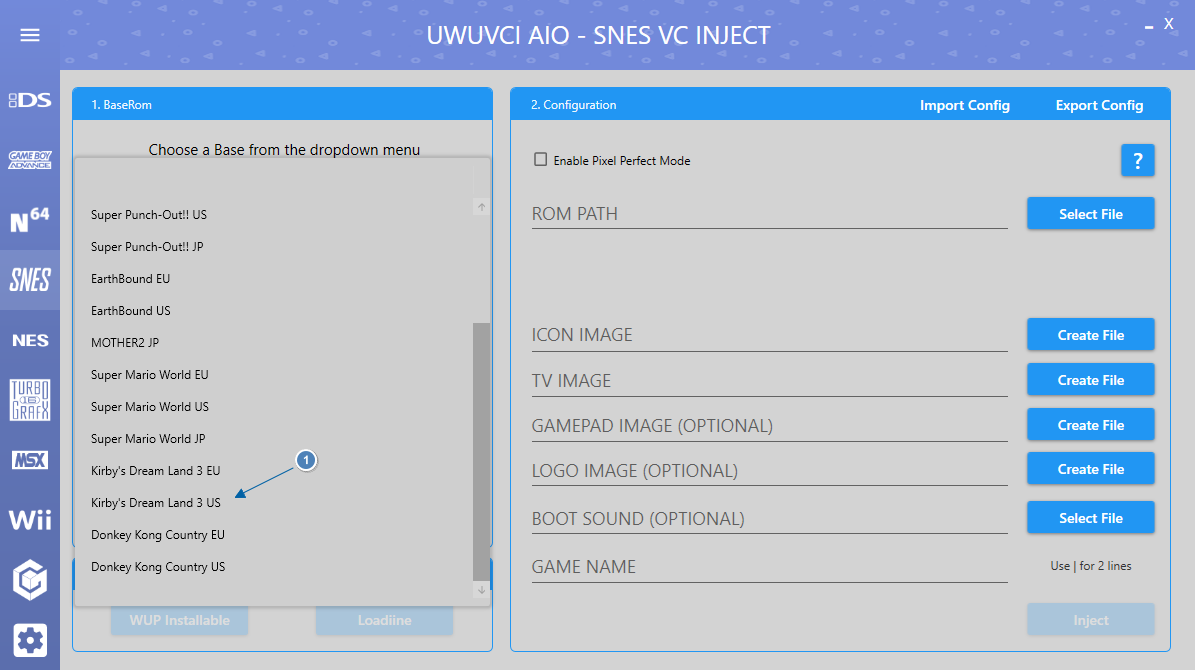 UWUVCI AIO - SNES VC INJECT
X
DS
GAME BOY
ADVANCE
N64
SNES
NES
TURBO
GRAFX
16
MSX
Wii
1. BaseRom
Choose a Base from the dropdown menu
Super Punch-Out!! US
Super Punch-Out!! JP
EarthBound EU
EarthBound US
MOTHER2 JP
Super Mario World EU
Super Mario World US
Super Mario World JP
Kirby's Dream Land 3 EU
1
Kirby's Dream Land 3 US
Donkey Kong Country EU
Donkey Kong Country US
WUP Installable
Loadiine
2. Configuration
Import Config
Export Config
Enable Pixel Perfect Mode
?
ROM PATH
Select File
ICON IMAGE
Create File
TV IMAGE
Create File
GAMEPAD IMAGE (OPTIONAL)
Create File
LOGO IMAGE (OPTIONAL)
Create File
BOOT SOUND (OPTIONAL)
Select File
GAME NAME
Use | for 2 lines
Inject